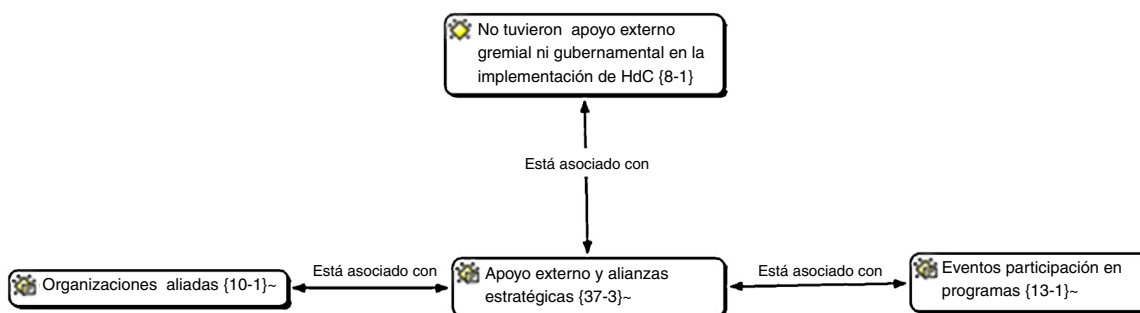 No tuvieron apoyo externo
gremial ni gubernamental en la
implementación de HdC {8-1}
Está asociado con
Organizaciones aliadas {10-1}~
Está asociado con
Apoyo externo y alianzas
estratégicas {37-3}~
Está asociado con
Eventos participación en
programas {13-1}~